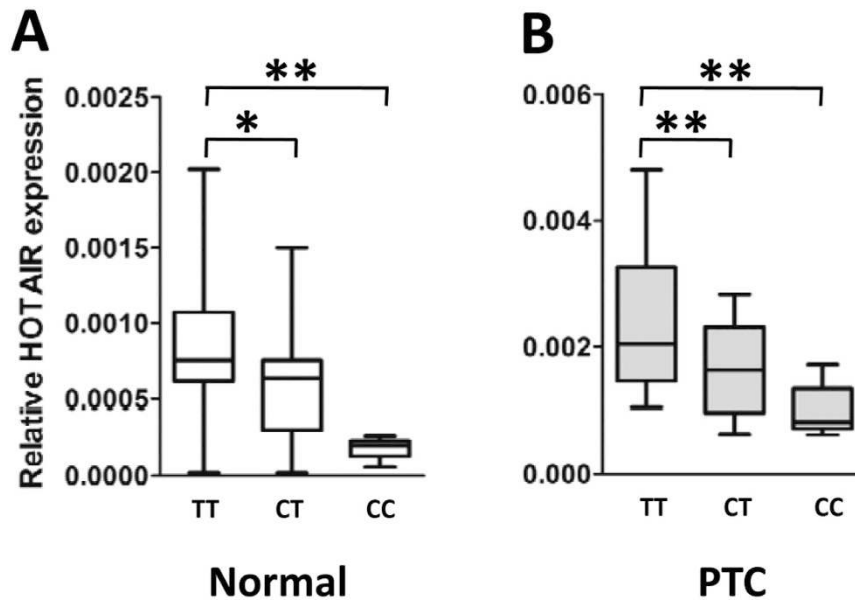 A
Relative HOTAIR expression
0.0025
0.0020
0.0015
0.0010
0.0005
0.0000
**
*
TT CT CC
Normal
B
0.006
0.004
0.002
0.000
**
**
TT CT CC
PTC